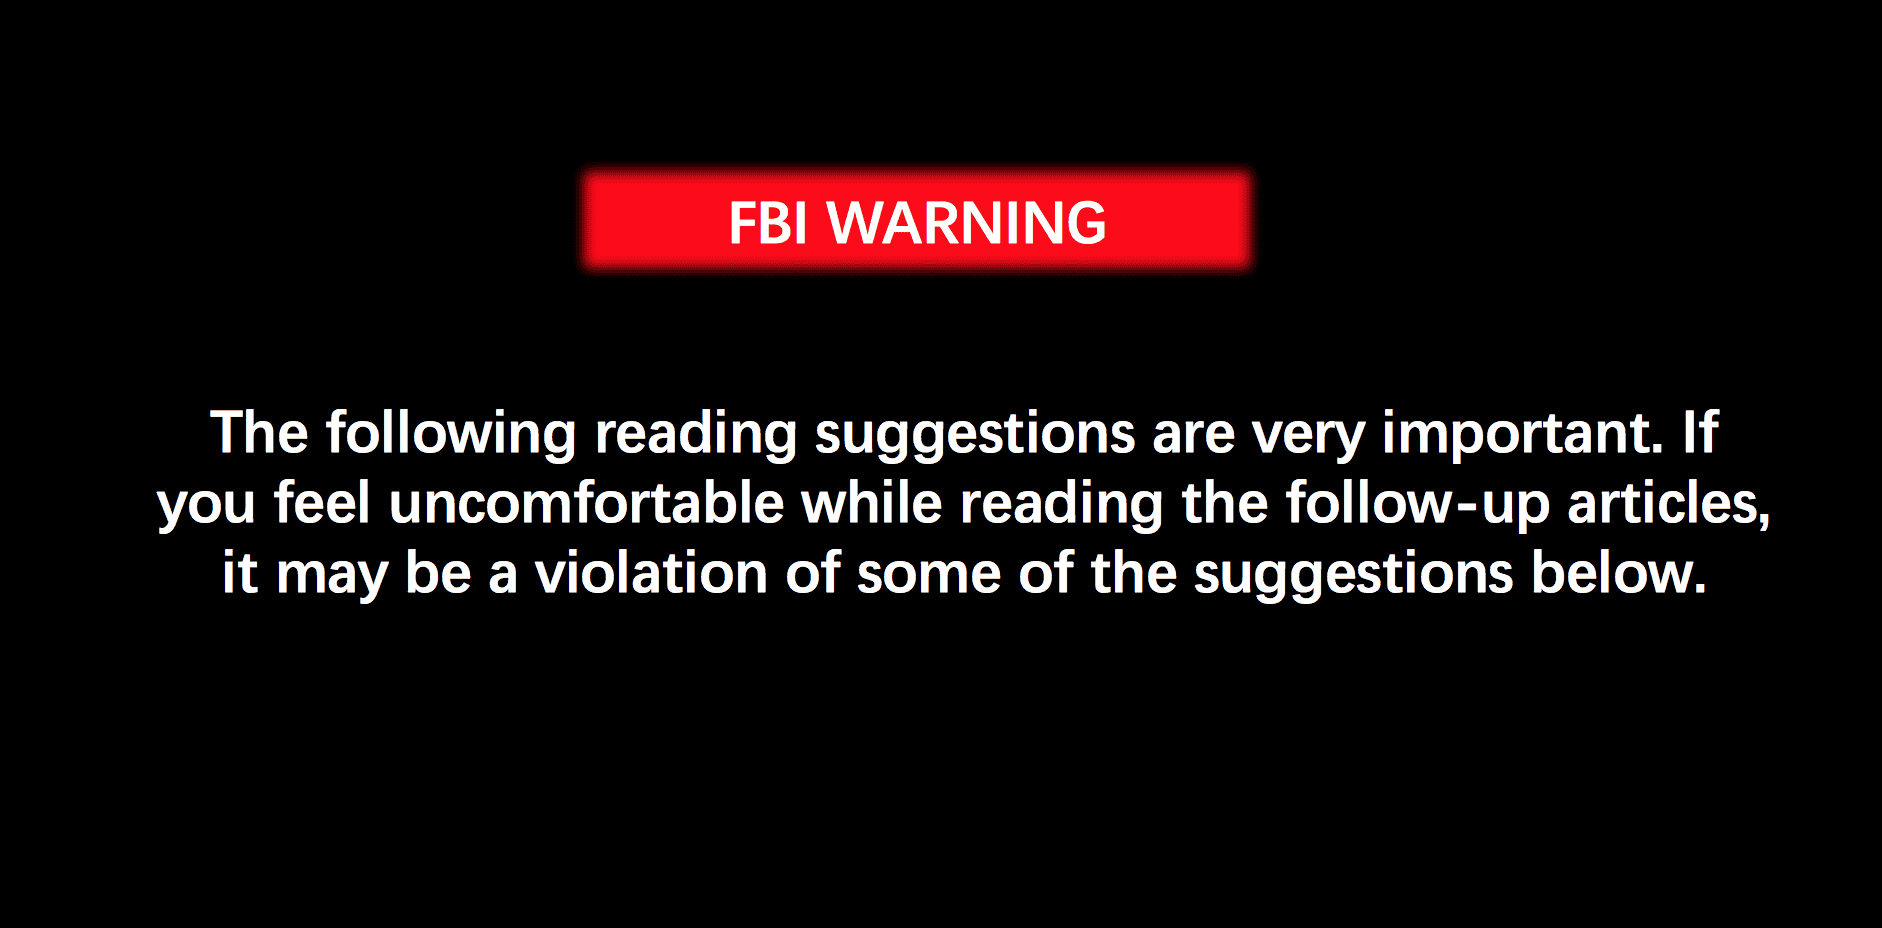 FBI WARNING
The following reading suggestions are very important. If
you feel uncomfortable while reading the follow-up articles,
it may be a violation of some of the suggestions below.